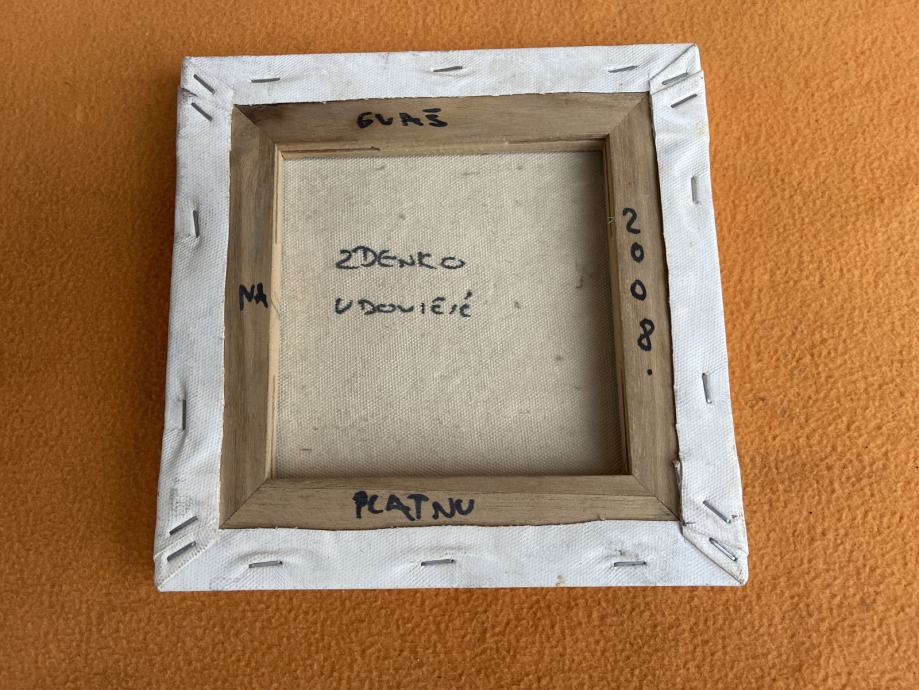 GVAŠ
NA
PLATNU
2008.
ZDENKO
UDOVIČIĆ